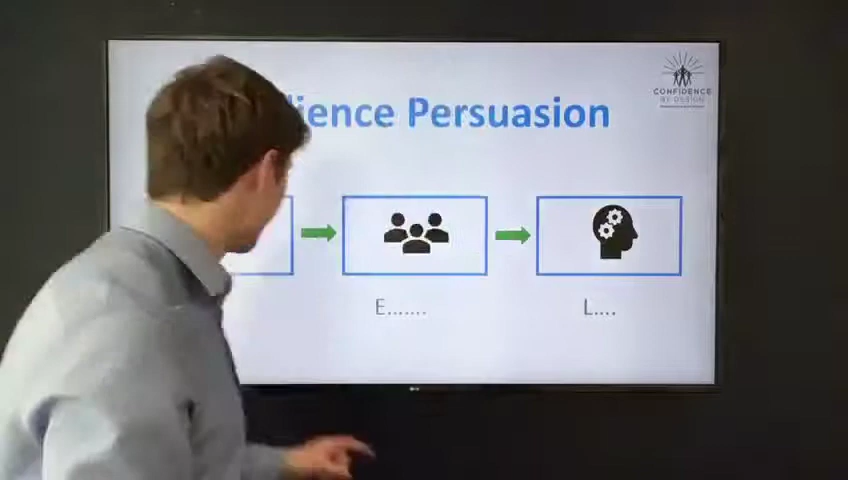 CONFIDENCE
BY DESIGN
ience Persuasion
E.......
L....